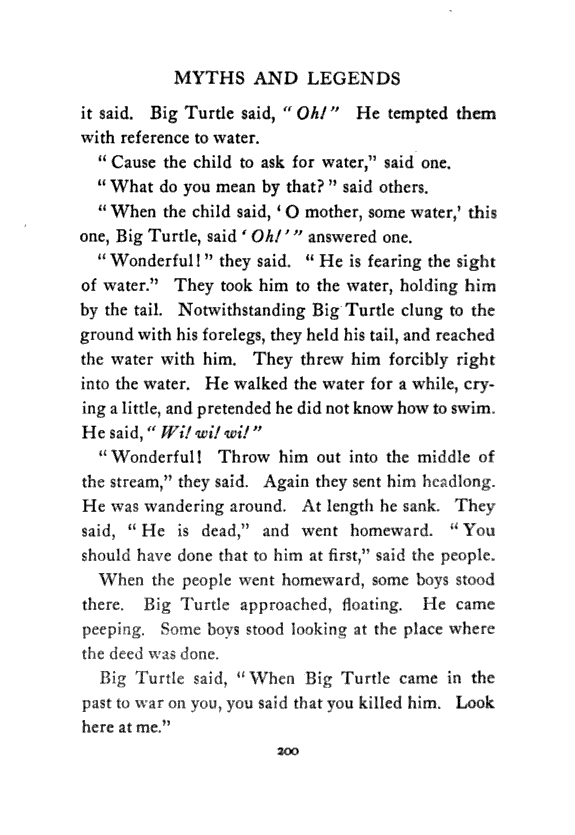 MYTHS AND LEGENDS
it said. Big Turtle said, “Oh!” He tempted them
with reference to water.
“Cause the child to ask for water,” said one.
“What do you mean by that?” said others.
“When the child said, ‘O mother, some water,’ this
one, Big Turtle, said ‘Oh!’” answered one.
“Wonderful!” they said. “He is fearing the sight
of water.” They took him to the water, holding him
by the tail. Notwithstanding Big Turtle clung to the
ground with his forelegs, they held his tail, and reached
the water with him. They threw him forcibly right
into the water. He walked the water for a while, cry-
ing a little, and pretended he did not know how to swim.
He said, “Wi! wi! wi!”
“Wonderful! Throw him out into the middle of
the stream,” they said. Again they sent him headlong.
He was wandering around. At length he sank. They
said, “He is dead,” and went homeward. “You
should have done that to him at first,” said the people.
When the people went homeward, some boys stood
there. Big Turtle approached, floating. He came
peeping. Some boys stood looking at the place where
the deed was done.
Big Turtle said, “When Big Turtle came in the
past to war on you, you said that you killed him. Look
here at me.”
200